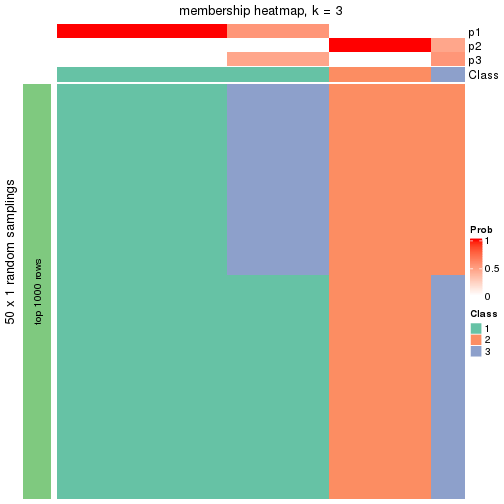 membership heatmap, k = 3
p1
p2
p3
Class
50 x 1 random samplings
top 1000 rows
Prob
1
0.5
0
Class
1
2
3